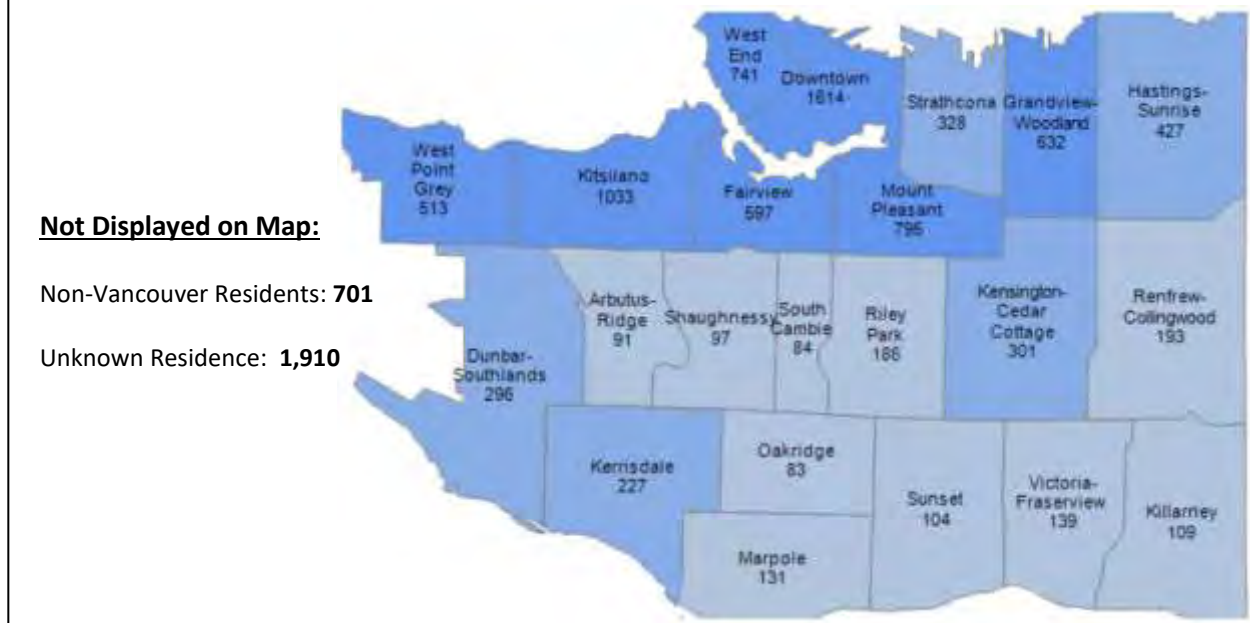 West
End
741
Downtown
1614
Strathcona
328
Grandview-
Woodland
632
Hastings-
Sunrise
427
West
Point
Grey
513
Kitsilano
1033
Fairview
597
Mount
Pleasant
795
Not Displayed on Map:
Non-Vancouver Residents: 701
Unknown Residence: 1,910
Dunbar-
Southlands
296
Arbutus-
Ridge
91
Shaughnessy
97
South
Cambie
84
Riley
Park
186
Kensington-
Cedar
Cottage
301
Renfrew-
Collingwood
193
Kerrisdale
227
Oakridge
83
Marpole
131
Sunset
104
Victoria-
Fraserview
139
Killarney
109